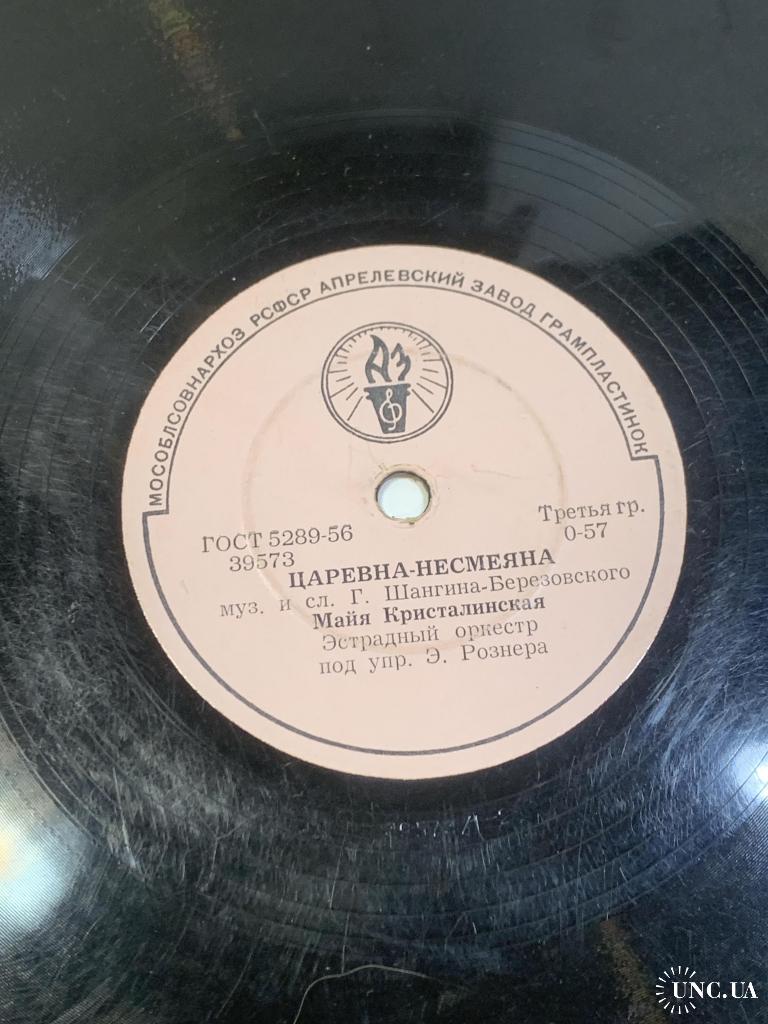 МОСОБЛСОВНАРХОЗ РСФСР АПРЕЛЕВСКИЙ ЗАВОД ГРАМПЛАСТИНОК
АЗ
ГОСТ 5289-56
Третья гр.
39573
0-57
ЦАРЕВНА-НЕСМЕЯНА
муз. и сл. Г. Шангина-Березовского
Майя Кристалинская
Эстрадный оркестр
под упр. Э. Рознера
UNC.UA